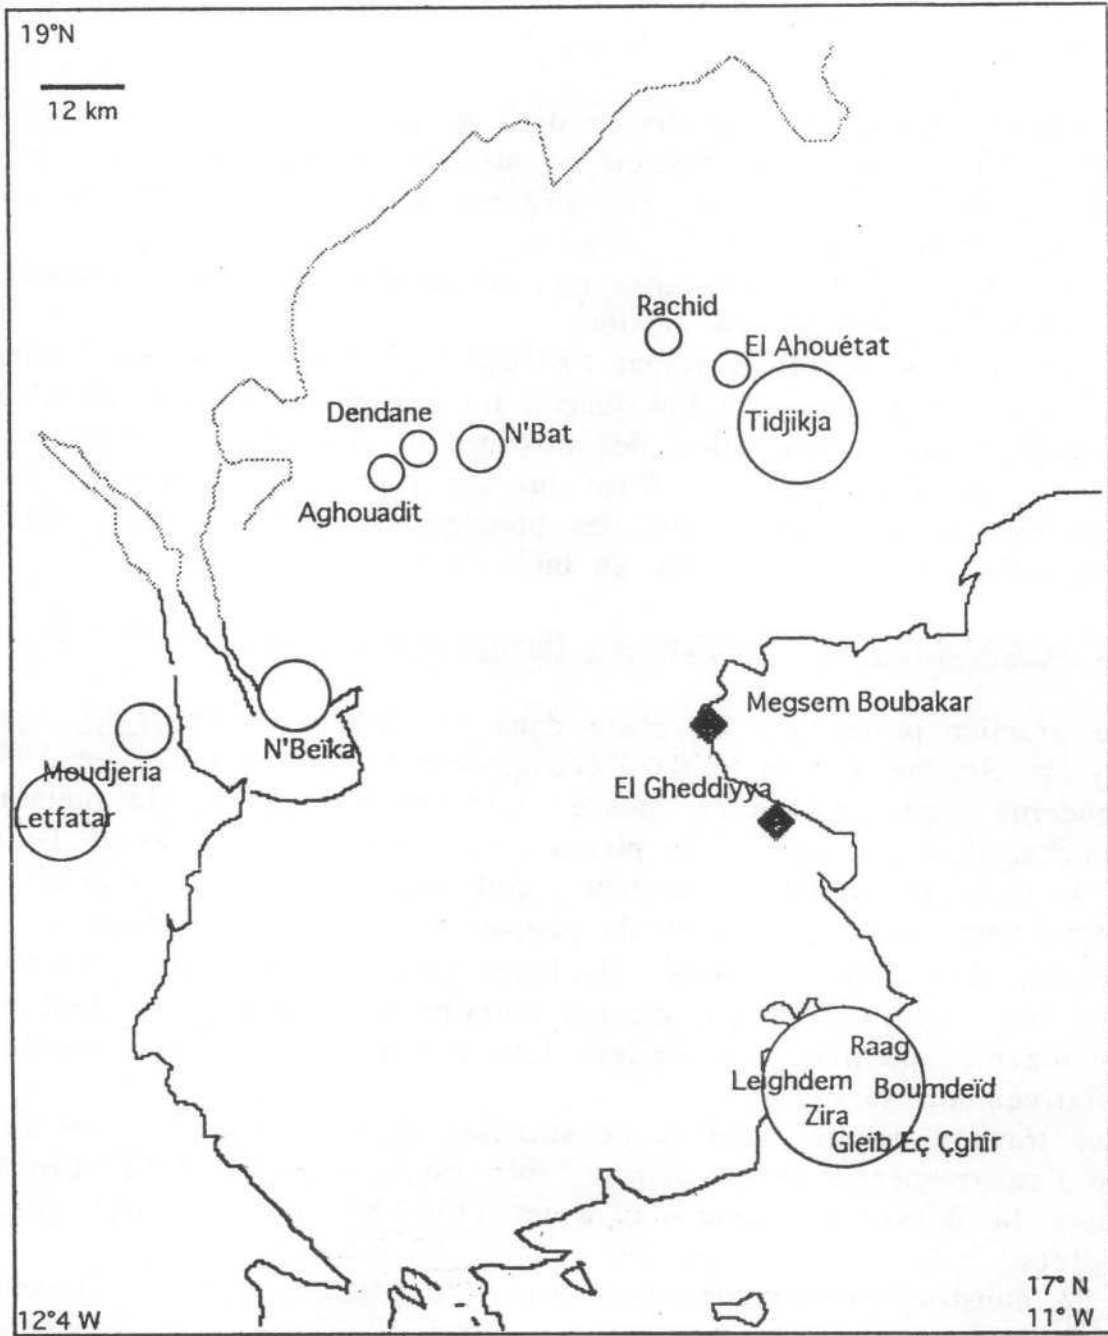 19°N
12 km
Rachid
El Ahouétat
Tidjikja
Dendane
N'Bat
Aghouadit
Megsem Boubakar
N'Beïka
Moudjeria
El Gheddiyya
Letfatar
Raag
Leighdem
Boumdeïd
Zira
Gleïb Eç Çghîr
17° N
12°4 W
11° W